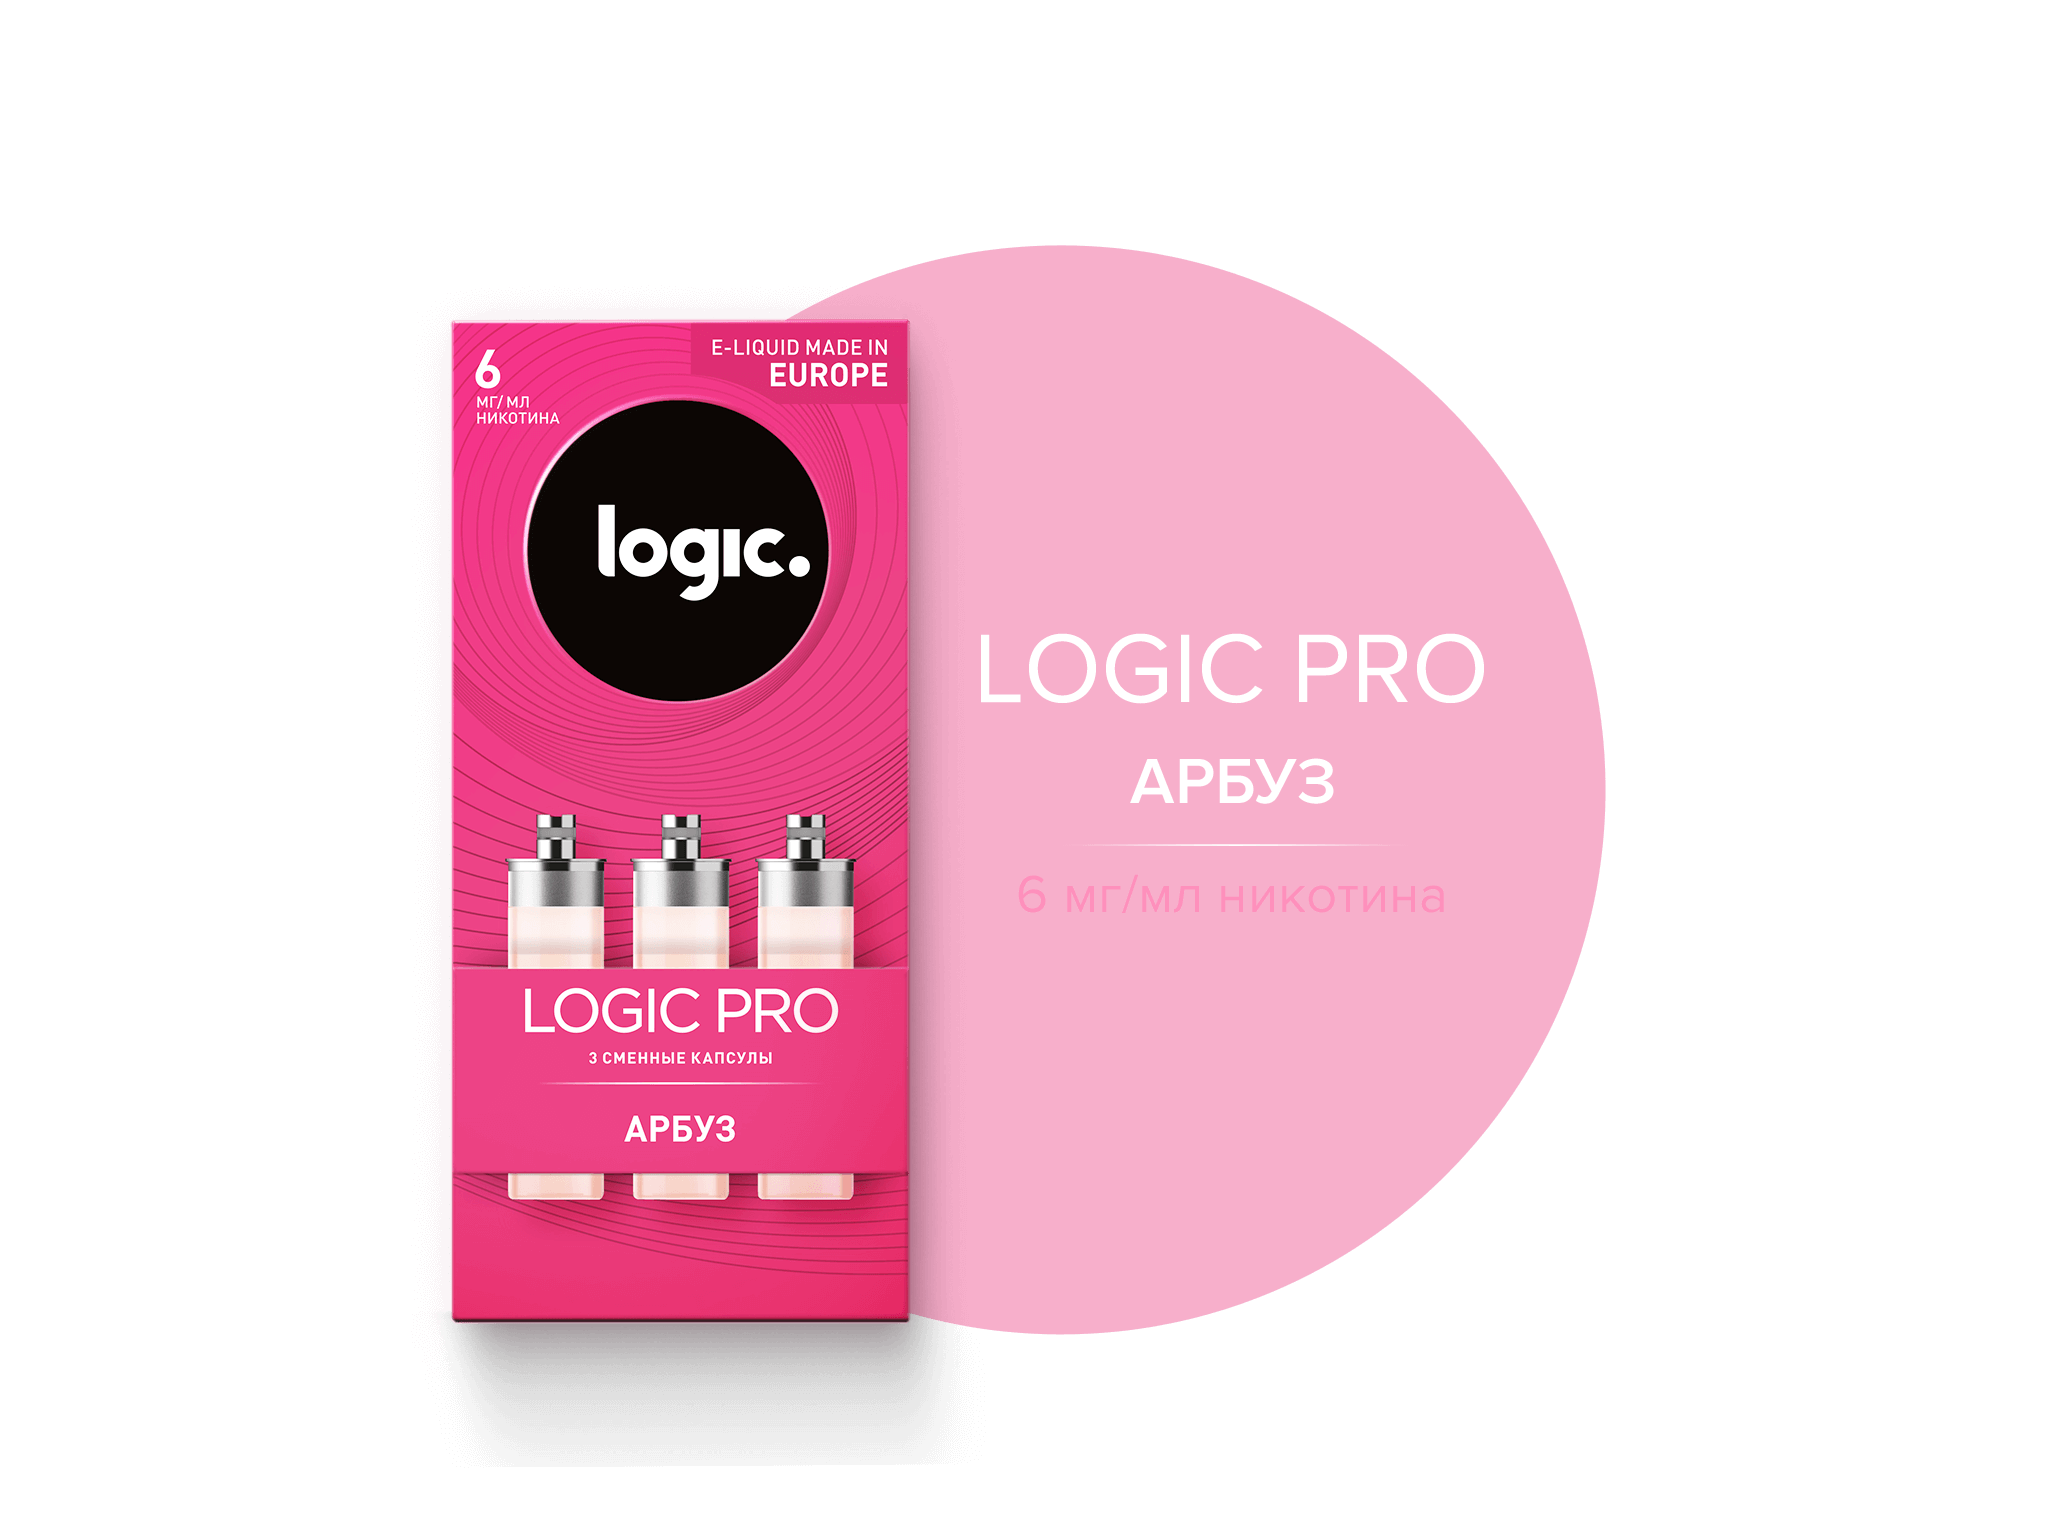 6
МГ/МЛ
НИКОТИНА
E-LIQUID MADE IN
EUROPE
logic.
LOGIC PRO
3 СМЕННЫЕ КАПСУЛЫ
АРБУЗ
LOGIC PRO
АРБУЗ
6 мг/мл никотина